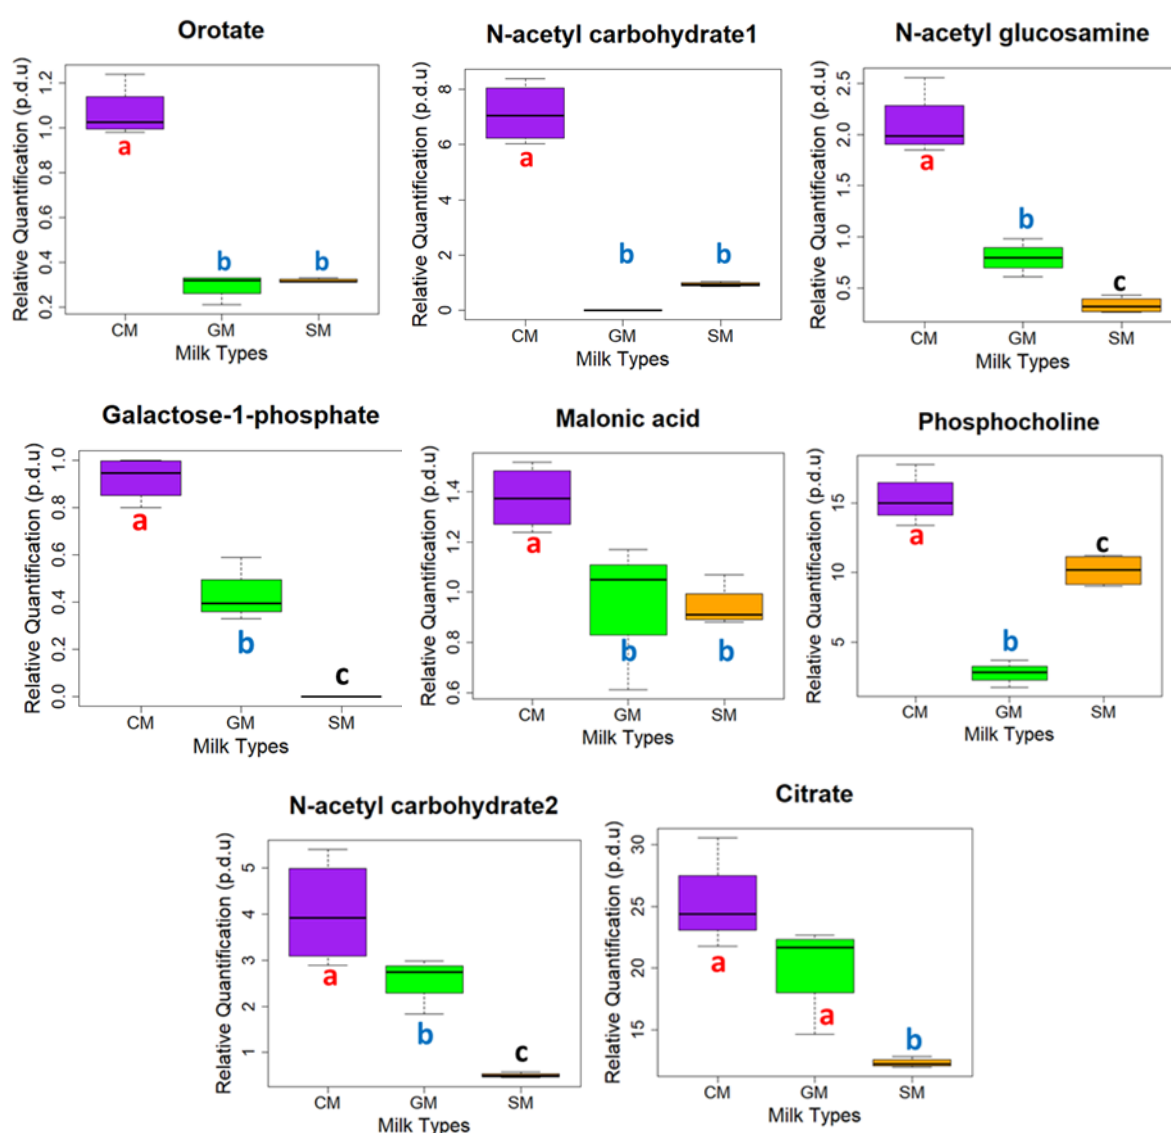 Orotate
Relative Quantification (p.d.u)
1.2
1.0
0.8
0.6
0.4
0.2
a
b
b
CM GM SM
Milk Types
N-acetyl carbohydrate1
Relative Quantification (p.d.u)
8
6
4
2
0
a
b
b
CM GM SM
Milk Types
N-acetyl glucosamine
Relative Quantification (p.d.u)
2.5
2.0
1.5
1.0
0.5
a
b
c
CM GM SM
Milk Types
Galactose-1-phosphate
Relative Quantification (p.d.u)
1.0
0.8
0.6
0.4
0.2
0.0
a
b
c
CM GM SM
Milk Types
Malonic acid
Relative Quantification (p.d.u)
1.4
1.2
1.0
0.8
0.6
a
b
b
CM GM SM
Milk Types
Phosphocholine
Relative Quantification (p.d.u)
15
10
5
a
b
c
CM GM SM
Milk Types
N-acetyl carbohydrate2
Relative Quantification (p.d.u)
5
4
3
2
1
a
b
c
CM GM SM
Milk Types
Citrate
Relative Quantification (p.d.u)
30
25
20
15
a
a
b
CM GM SM
Milk Types